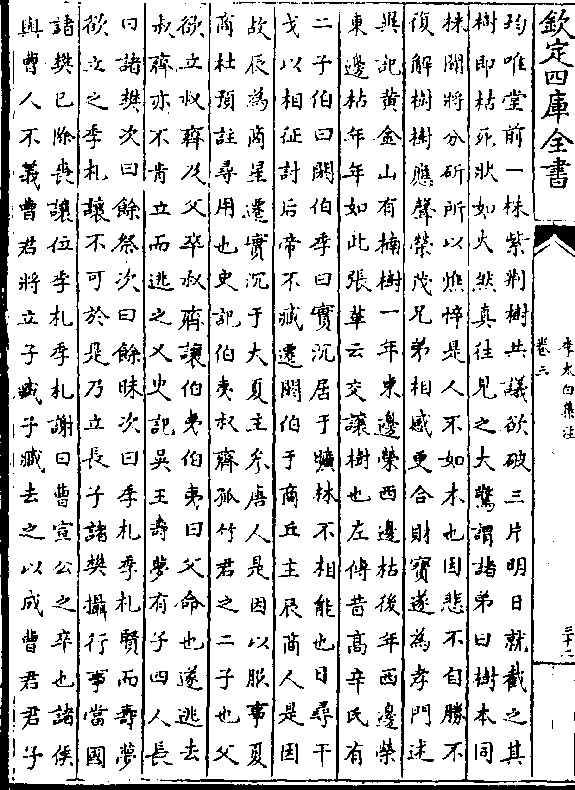 欽定四庫全書
李太白集注
卷三
三十二
均唯堂前一株紫荆樹共議欲破三片明日就截之其
樹即枯死狀如火然真往見之大驚謂諸弟曰樹本同
株聞將分斫所以憔悴是人不如木也因悲不自勝不
復解樹樹應聲榮茂兄弟相感更合財寶遂為孝門述
異記黄金山有楠樹一年東邊榮西邊枯後年西邊榮
東邊枯年年如此張華云交讓樹也左傳昔高辛氏有
二子伯曰閼伯季曰實沉居于曠林不相能也日尋干
戈以相征討后帝不臧遷閼伯于商丘主辰商人是因
故辰為商星遷實沉于大夏主參唐人是因以服事夏
商杜預註尋用也史記伯夷叔齊孤竹君之二子也父
欲立叔齊及父卒叔齊讓伯夷伯夷曰父命也遂逃去
叔齊亦不肯立而逃之又史記吳王壽夢有子四人長
曰諸樊次曰餘祭次曰餘昧次曰季札季札賢而壽夢
欲立之季札讓不可於是乃立長子諸樊攝行事當國
諸樊已除喪讓位季札季札謝曰曹宣公之卒也諸侯
與曹人不義曹君將立子臧子臧去之以成曹君君子